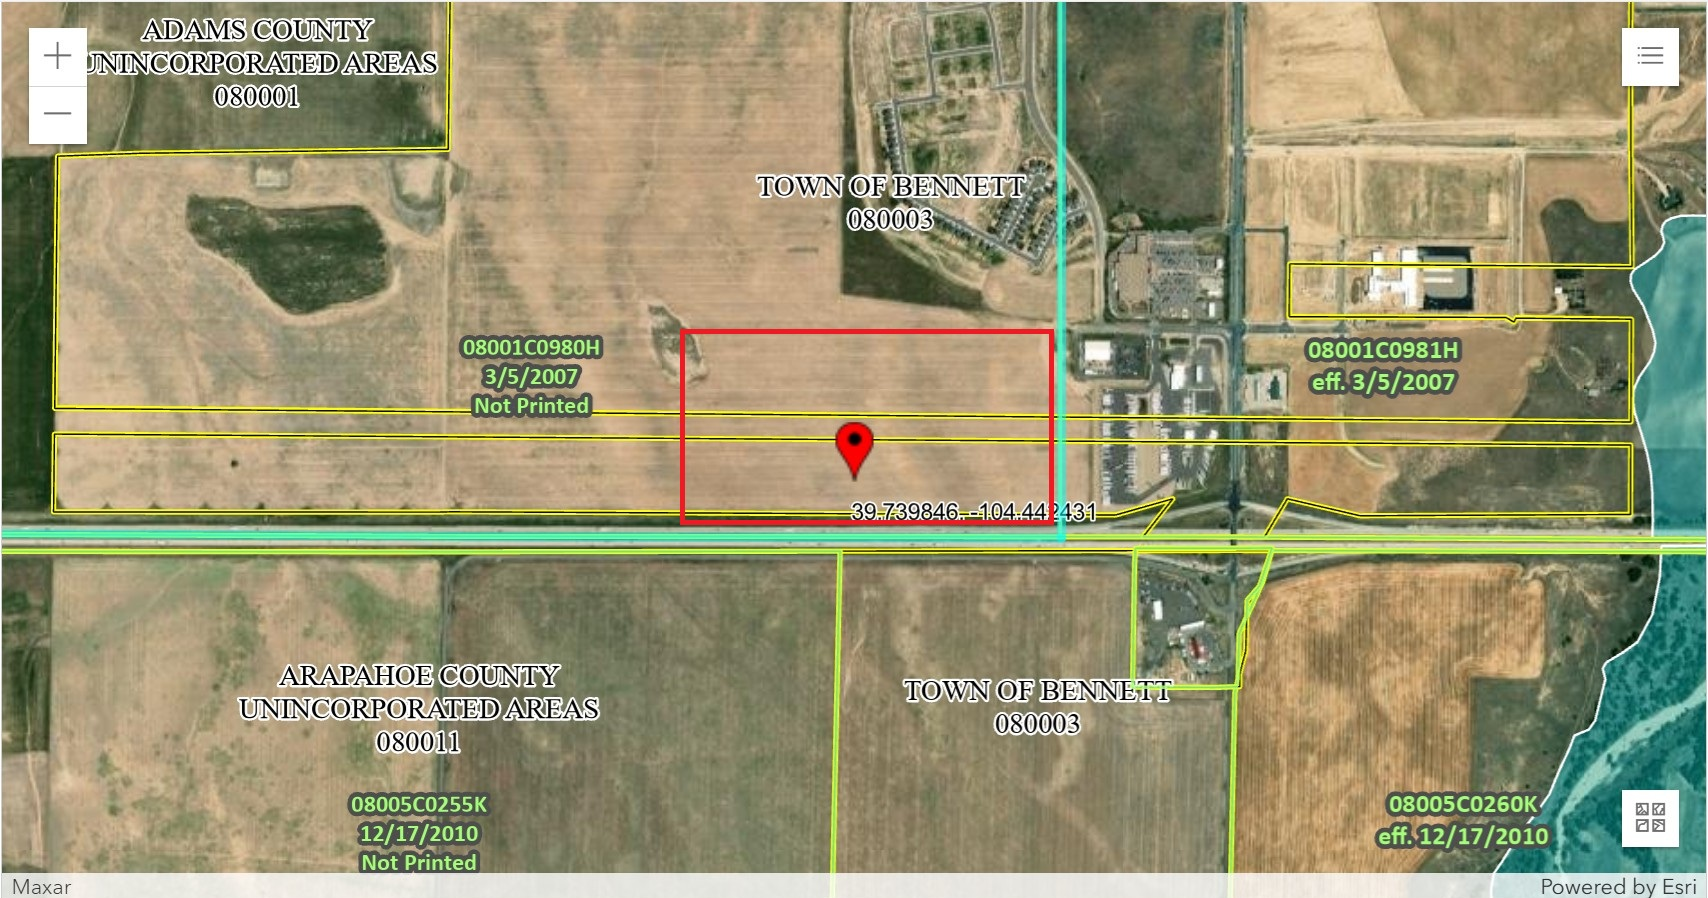 ADAMS COUNTY
UNINCORPORATED AREAS
080001
TOWN OF BENNETT
080003
08001C0980H
3/5/2007
Not Printed
08001C0981H
eff. 3/5/2007
39.739846, -104.442431
ARAPAHOE COUNTY
UNINCORPORATED AREAS
080011
TOWN OF BENNETT
080003
08005C0255K
12/17/2010
Not Printed
08005C0260K
eff. 12/17/2010
Maxar
Powered by Esri